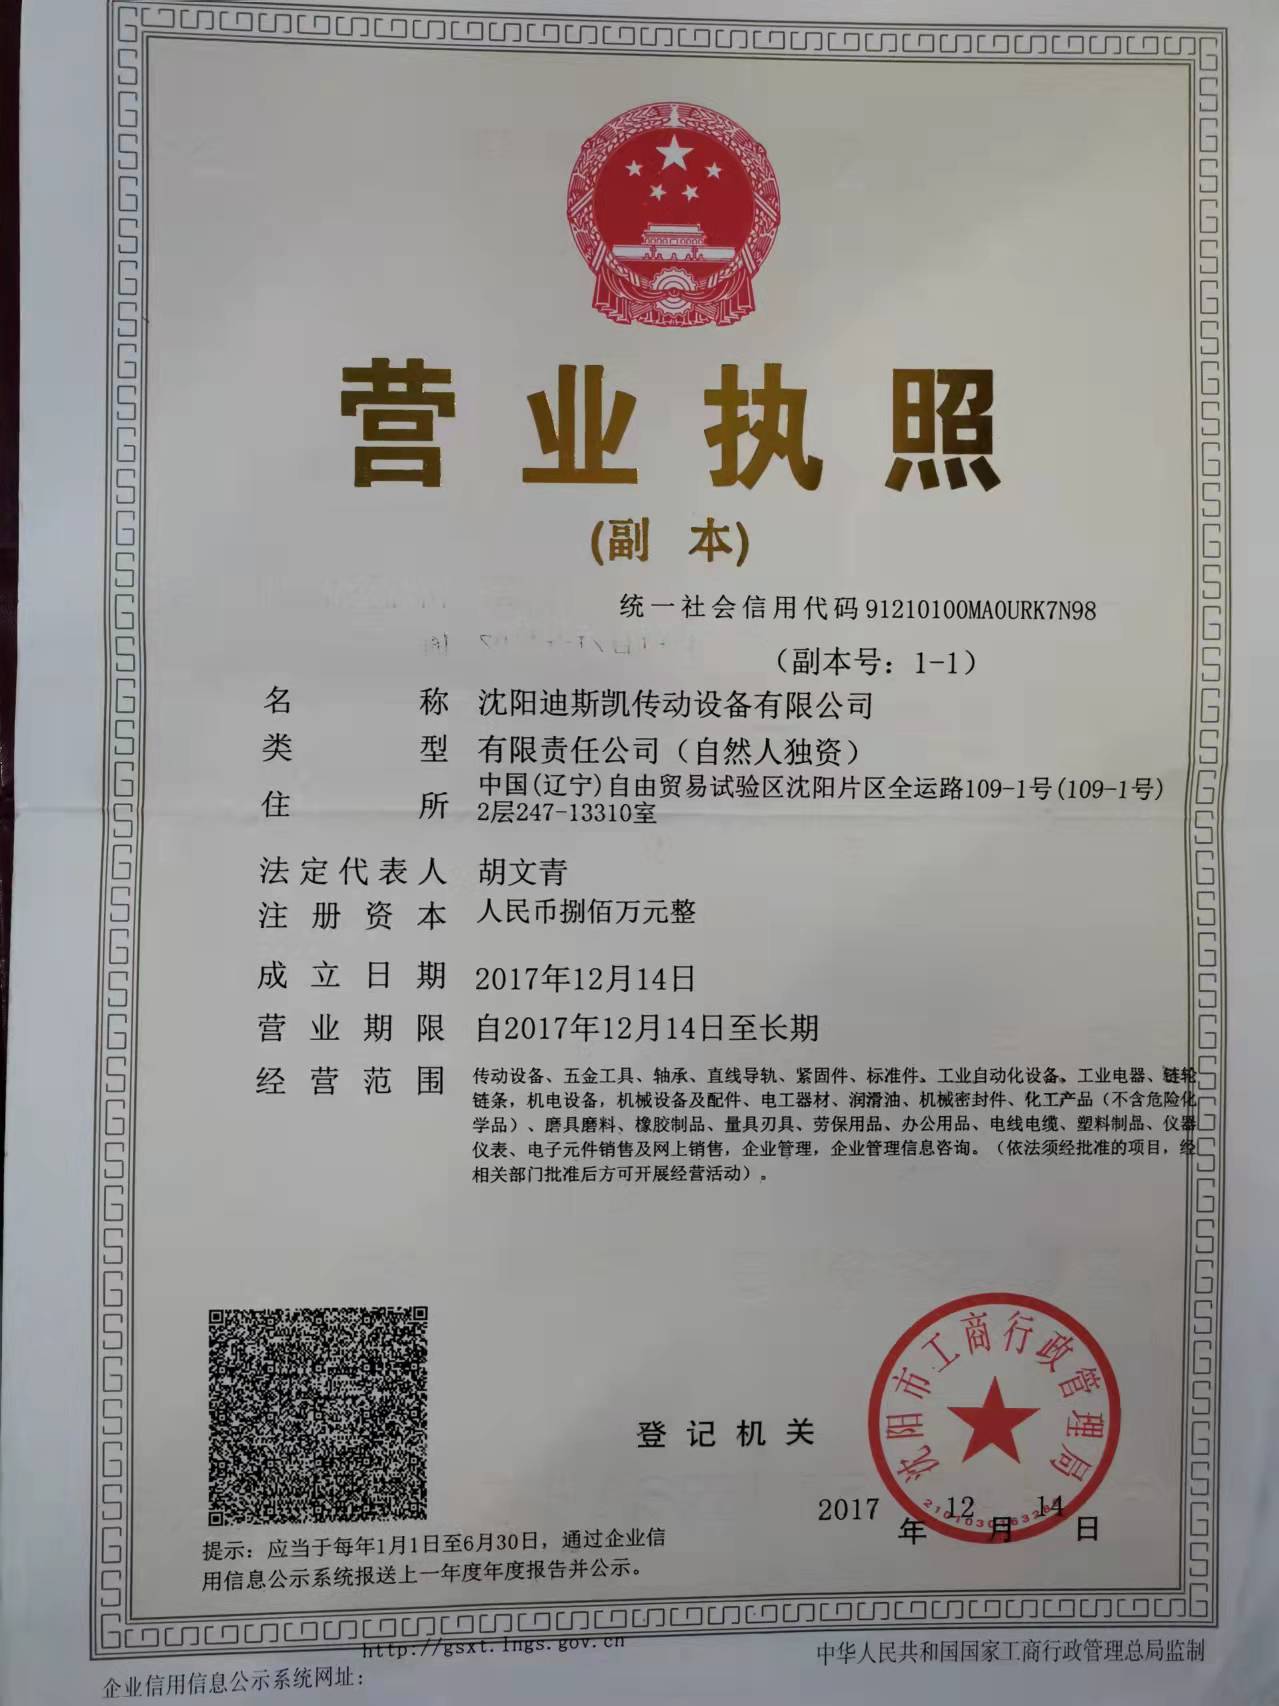 营业执照
(副本)
统一社会信用代码 91210100MA0URK7N98
（副本号：1-1）
名称 沈阳迪斯凯传动设备有限公司
类型 有限责任公司（自然人独资）
住所 中国(辽宁)自由贸易试验区沈阳片区全运路109-1号(109-1号)
2层247-13310室
法定代表人 胡文青
注册资本 人民币捌佰万元整
成立日期 2017年12月14日
营业期限 自2017年12月14日至长期
经营范围 传动设备、五金工具、轴承、直线导轨、紧固件、标准件、工业自动化设备、工业电器、链轮
链条，机电设备，机械设备及配件、电工器材、润滑油、机械密封件、化工产品（不含危险化
学品）、磨具磨料、橡胶制品、量具刃具、劳保用品、办公用品、电线电缆、塑料制品、仪器
仪表、电子元件销售及网上销售，企业管理，企业管理信息咨询。（依法须经批准的项目，经
相关部门批准后方可开展经营活动）。
沈阳市工商行政管理局
登记机关
2017年12月14日
提示：应当于每年1月1日至6月30日，通过企业信
用信息公示系统报送上一年度年度报告并公示。
http://gsxt.lngs.gov.cn
企业信用信息公示系统网址：
中华人民共和国国家工商行政管理总局监制